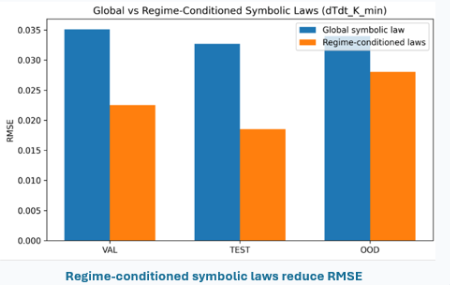 Global vs Regime-Conditioned Symbolic Laws (dTdt_K_min)
Global symbolic law
Regime-conditioned laws
RMSE
0.035
0.030
0.025
0.020
0.015
0.010
0.005
0.000
VAL TEST OOD
Regime-conditioned symbolic laws reduce RMSE